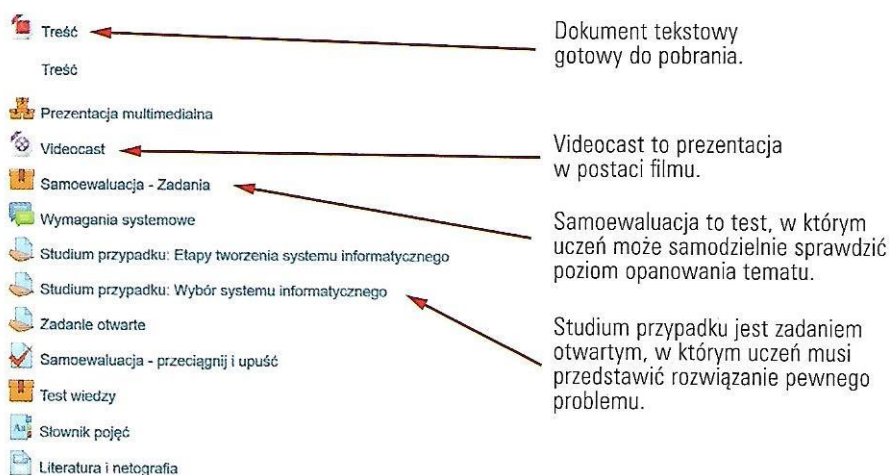 Treść
Dokument tekstowy
gotowy do pobrania.
Treść
Prezentacja multimedialna
Videocast
Videocast to prezentacja
w postaci filmu.
Samoewaluacja - Zadania
Wymagania systemowe
Samoewaluacja to test, w którym
uczeń może samodzielnie sprawdzić
poziom opanowania tematu.
Studium przypadku: Etapy tworzenia systemu informatycznego
Studium przypadku: Wybór systemu informatycznego
Zadanie otwarte
Studium przypadku jest zadaniem
otwartym, w którym uczeń musi
przedstawić rozwiązanie pewnego
problemu.
Samoewaluacja - przeciągnij i upuść
Test wiedzy
Słownik pojęć
Literatura i netografia